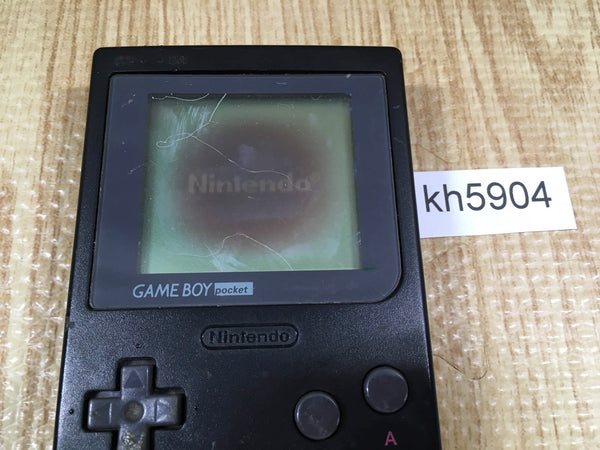 Nintendo®
GAME BOY pocket
Nintendo
kh5904
A